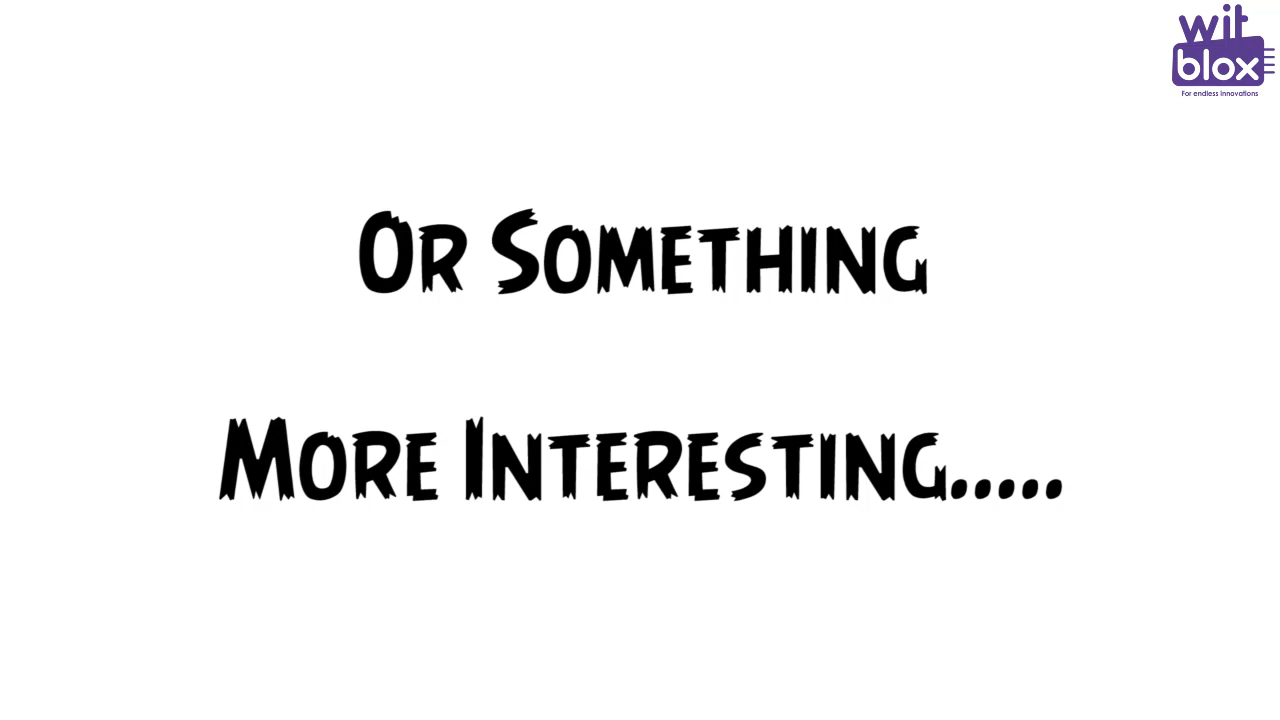 wit
blox
For endless innovations
Or Something
More Interesting.....